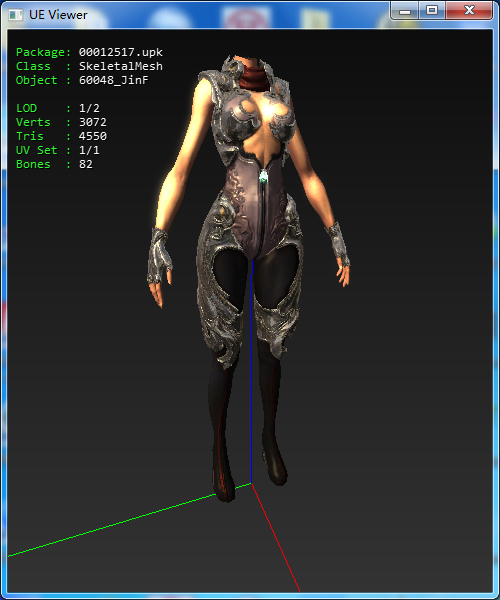 UE Viewer
Package: 00012517.upk
Class : SkeletalMesh
Object : 60048_JinF
LOD : 1/2
Verts : 3072
Tris : 4550
UV Set : 1/1
Bones : 82